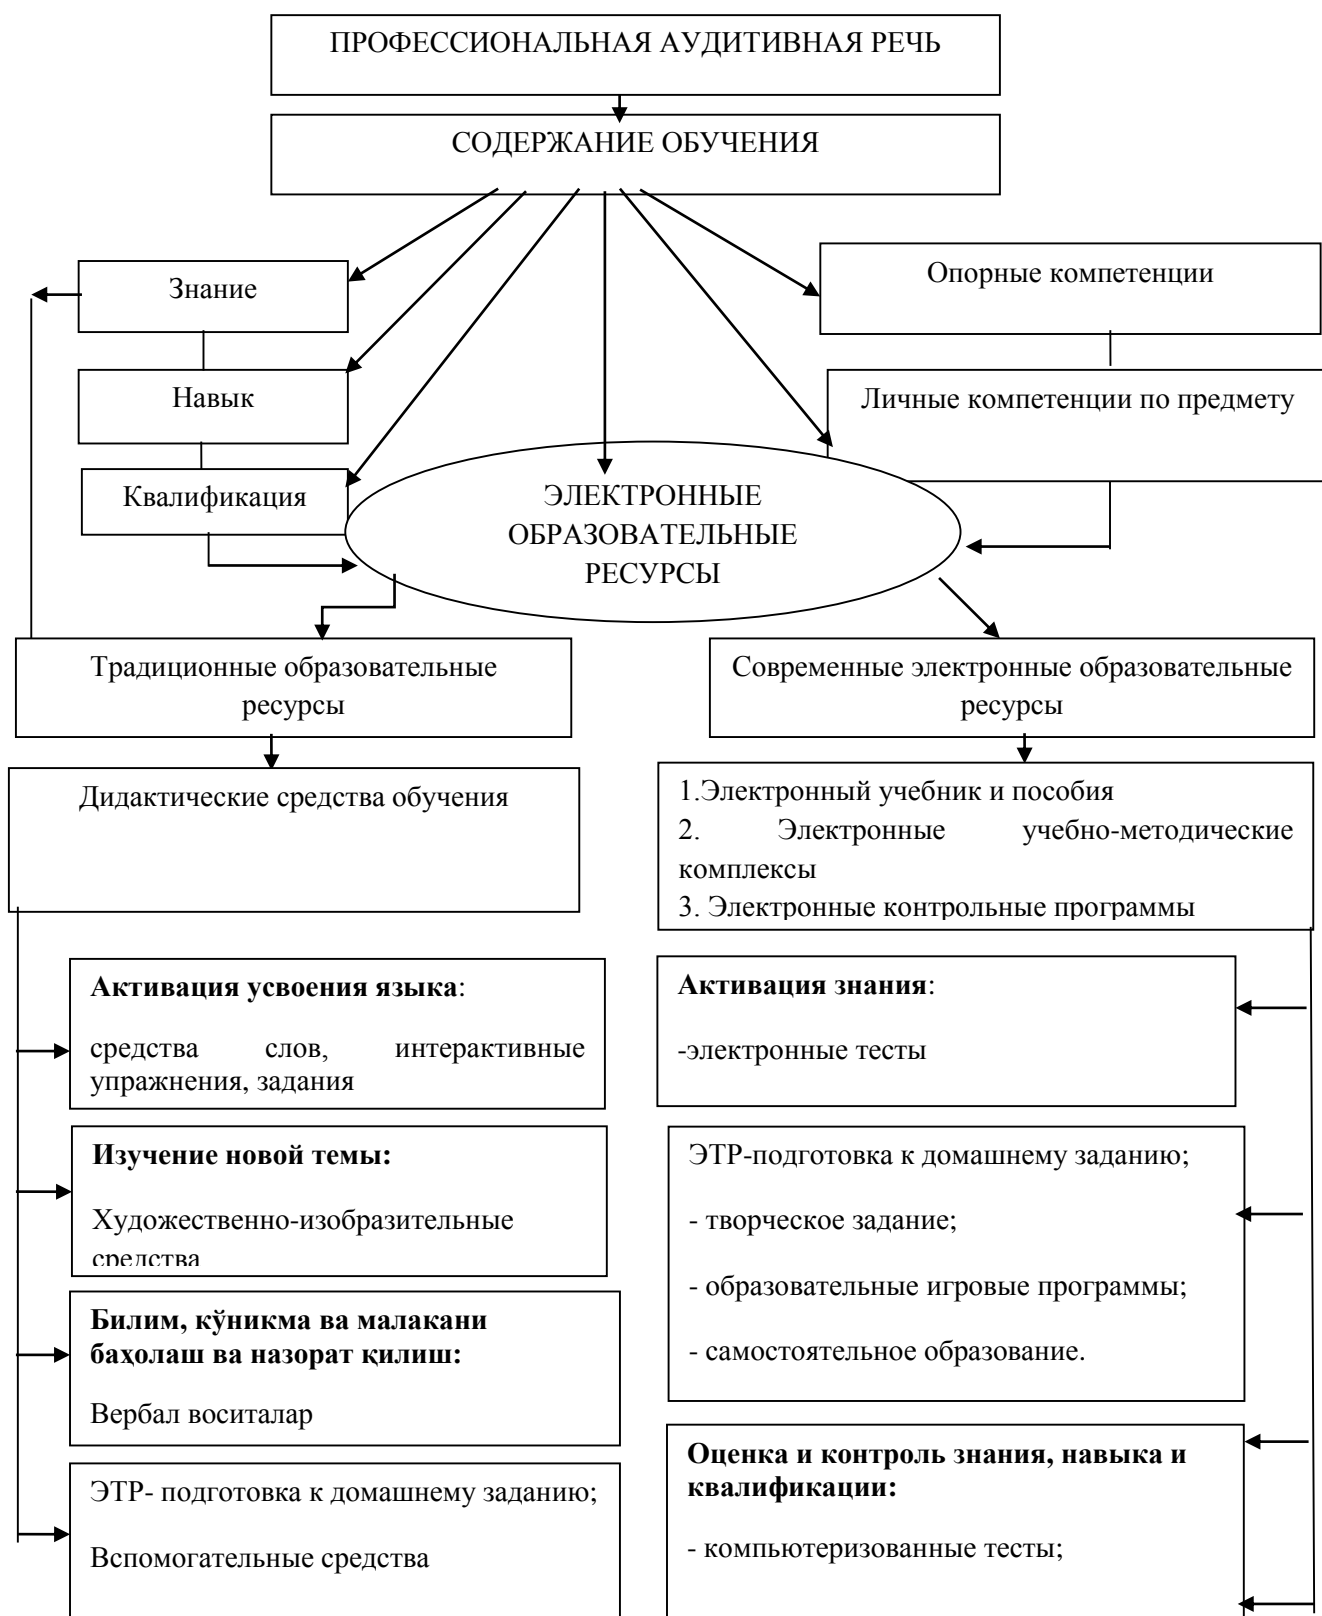 ПРОФЕССИОНАЛЬНАЯ АУДИТИВНАЯ РЕЧЬ
СОДЕРЖАНИЕ ОБУЧЕНИЯ
Знание
Опорные компетенции
Навык
Личные компетенции по предмету
Квалификация
ЭЛЕКТРОННЫЕ
ОБРАЗОВАТЕЛЬНЫЕ
РЕСУРСЫ
Традиционные образовательные
ресурсы
Современные электронные образовательные
ресурсы
Дидактические средства обучения
1.Электронный учебник и пособия
2. Электронные учебно-методические
комплексы
3. Электронные контрольные программы
Активация усвоения языка:
средства слов, интерактивные
упражнения, задания
Изучение новой темы:
Художественно-изобразительные
средства
Билим, кўникма ва малакани
баҳолаш ва назорат қилиш:
Вербал воситалар
ЭТР- подготовка к домашнему заданию;
Вспомогательные средства
Активация знания:
-электронные тесты
ЭТР-подготовка к домашнему заданию;
- творческое задание;
- образовательные игровые программы;
- самостоятельное образование.
Оценка и контроль знания, навыка и
квалификации:
- компьютеризованные тесты;